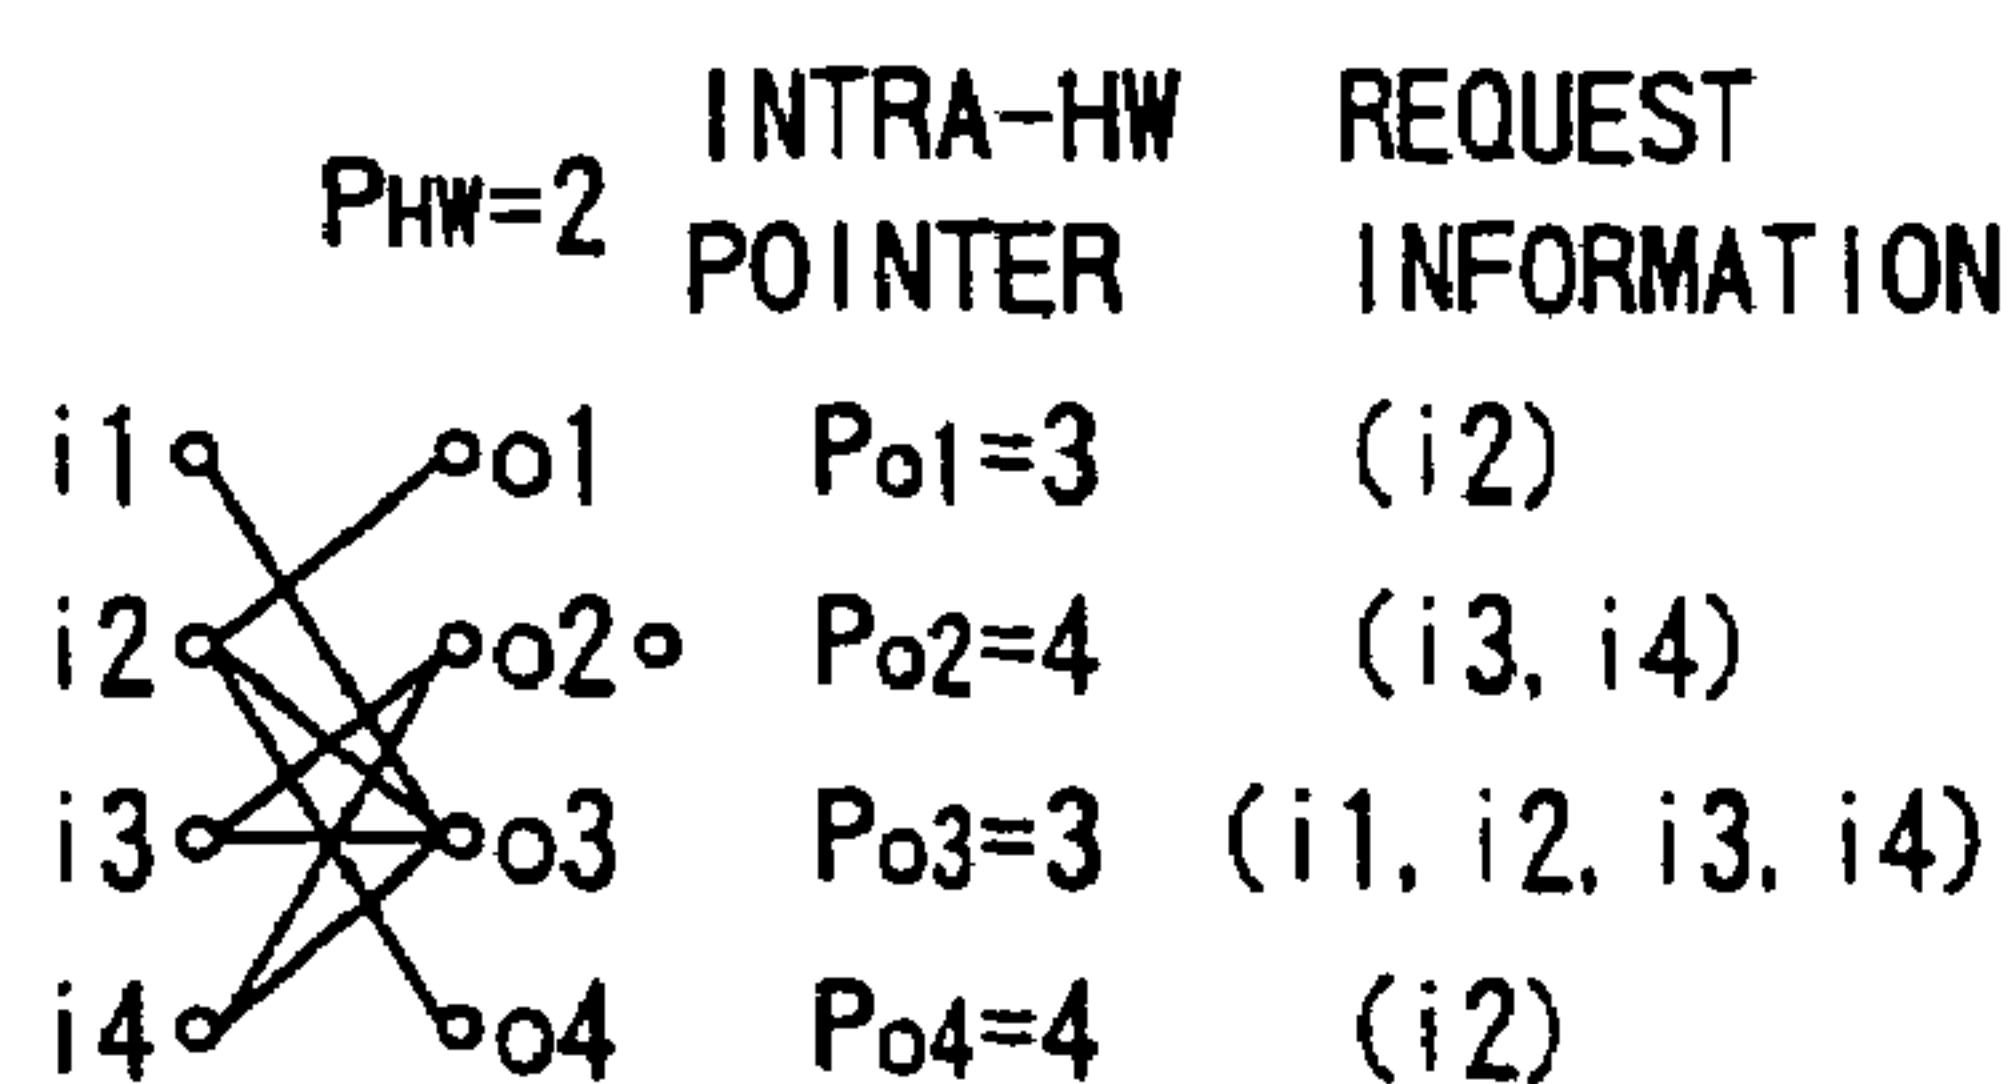 INTRA-HW REQUEST
PHW=2 POINTER INFORMATION
i1 o1 Po1=3 (i2)
i2 o2 Po2=4 (i3, i4)
i3 o3 Po3=3 (i1, i2, i3, i4)
i4 o4 Po4=4 (i2)